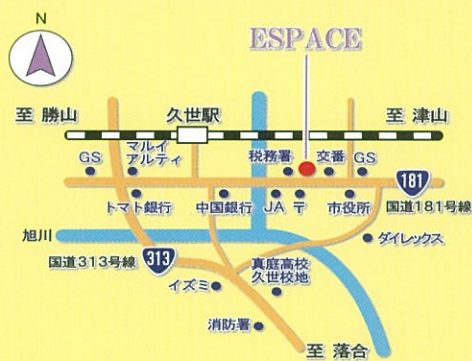 N
ESPACE
至 勝山
久世駅
至 津山
GS
マルイ
アルティ
税務署
交番
GS
181
トマト銀行
中国銀行
JA
〒
市役所
国道181号線
旭川
ダイレックス
国道313号線
313
イズミ
真庭高校
久世校地
消防署
至 落合